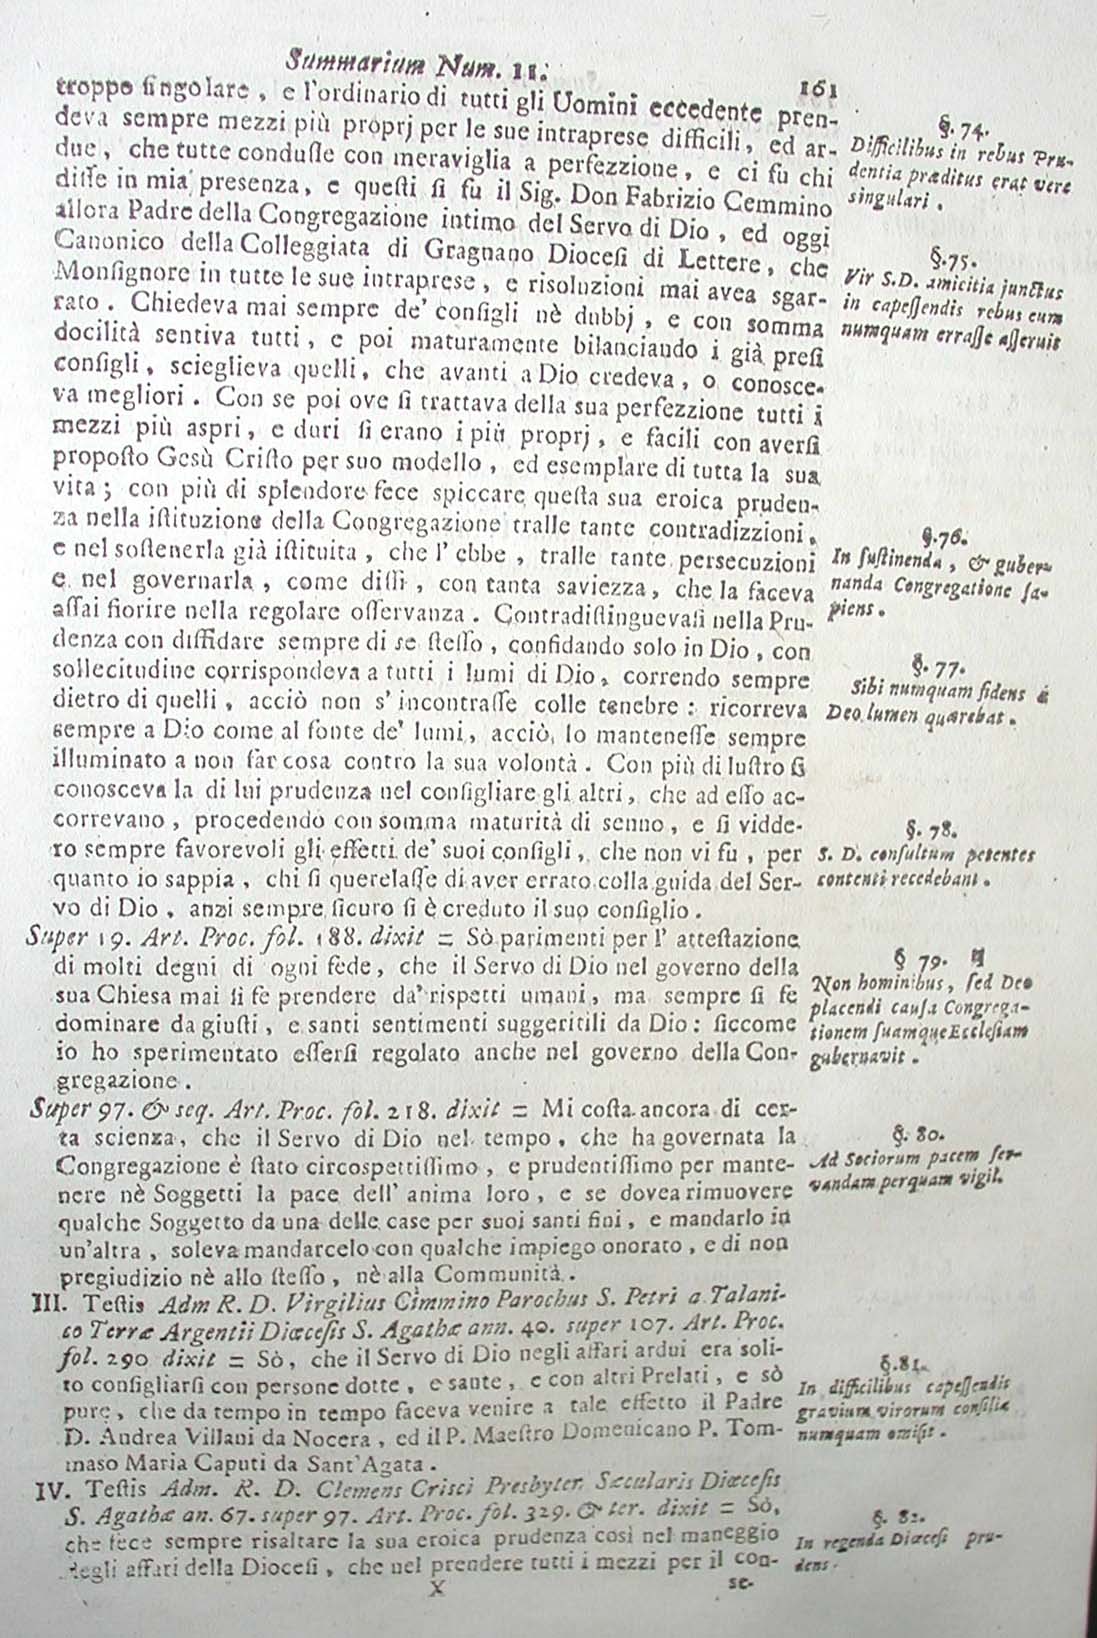 Summarium Num. II.
161
troppo ſingolare, e l'ordinario di tutti gli Uomini eccedente pren-
deva sempre mezzi più proprj per le sue intraprese difficili, ed ar-
due, che tutte conduſſe con meraviglia a perfezzione, e ci fu chi
diſſe in mia presenza, e queſti ſi fu il Sig. Don Fabrizio Cemmino
allora Padre della Congregazione intimo del Servo di Dio, ed oggi
Canonico della Colleggiata di Gragnano Dioceſi di Lettere, che
Monſignore in tutte le sue intraprese, e risoluzioni mai avea sgar-
rato. Chiedeva mai sempre de' conſigli nè dubbj, e con somma
docilità sentiva tutti, e poi maturamente bilanciando i già preſi
conſigli, sciegliеva quelli, che avanti a Dio credeva, o conosce-
va megliori. Con se poi ove ſi trattava della sua perfezzione tutti i
mezzi più aspri, e duri ſi erano i più proprj, e facili con averſi
propoſto Gesù Criſto per suo modello, ed esemplare di tutta la sua
vita; con più di splendore fece spiccare queſta sua eroica pruden-
za nella iſtituzione della Congregazione tralle tante contradizzioni,
e nel soſtenerla già iſtituita, che l' ebbe, tralle tante persecuzioni
e nel governarla, come diſſi, con tanta saviezza, che la faceva
aſſai fiorire nella regolare oſſervanza. Contradiſtinguevaſi nella Pru-
denza con diffidare sempre di se ſteſſo, confidando solo in Dio, con
sollecitudine corrispondeva a tutti i lumi di Dio, correndo sempre
dietro di quelli, acciò non s' incontraſſe colle tenebre: ricorreva
sempre a Dio come al fonte de' lumi, acciò lo manteneſſe sempre
illuminato a non far cosa contro la sua volontà. Con più di luſtro ſi
conosceva la di lui prudenza nel conſigliare gli altri, che ad eſſo ac-
correvano, procedendo con somma maturità di senno, e ſi vidde-
ro sempre favorevoli gli effetti de' suoi conſigli, che non vi fu, per
quanto io sappia, chi ſi querelaſſe di aver errato colla guida del Ser-
vo di Dio, anzi sempre ſicuro ſi è creduto il suo conſiglio.
Super 19. Art. Proc. fol. 188. dixit = Sò parimenti per l' atteſtazione
di molti degni di ogni fede, che il Servo di Dio nel governo della
sua Chiesa mai ſi fe prendere da' rispetti umani, ma sempre ſi fe
dominare da giuſti, e santi sentimenti suggeritili da Dio: ſiccome
io ho sperimentato eſſerſi regolato anche nel governo della Con-
gregazione.
Super 97. & seq. Art. Proc. fol. 218. dixit = Mi coſta ancora di cer-
ta scienza, che il Servo di Dio nel tempo, che ha governata la
Congregazione è ſtato circospettiſſimo, e prudentiſſimo per mante-
nere nè Soggetti la pace dell' anima loro, e se dovea rimuovere
qualche Soggetto da una delle case per suoi santi fini, e mandarlo in
un'altra, soleva mandarcelo con qualche impiego onorato, e di non
pregiudizio nè allo ſteſſo, nè alla Communità.
III. Teſtis Adm R. D. Virgilius Cimmino Parochus S. Petri a Talani-
co Terræ Argentii Diœceſis S. Agathæ ann. 40. super 107. Art. Proc.
fol. 290 dixit = Sò, che il Servo di Dio negli affari ardui era soli-
to conſigliarſi con persone dotte, e sante, e con altri Prelati, e sò
pure, che da tempo in tempo faceva venire a tale effetto il Padre
D. Andrea Villani da Nocera, ed il P. Maeſtro Domenicano P. Tom-
maso Maria Caputi da Sant'Agata.
IV. Teſtis Adm. R. D. Clemens Crisci Presbyter Sæcularis Diœceſis
S. Agathæ an. 67. super 97. Art. Proc. fol. 329. & ter. dixit = Sò,
che fece sempre risaltare la sua eroica prudenza così nel maneggio
degli affari della Dioceſi, che nel prendere tutti i mezzi per il con-
X
se-
§. 74.
Difficilibus in rebus Pru-
dentia præditus erat vere
singulari.
§. 75.
Vir S.D. amicitia junctus
in capeſſendis rebus eum
numquam erraſſe aſſeruit
§. 76.
In ſuſtinenda, & guber-
nanda Congregatione ſa-
piens.
§. 77.
Sibi numquam fidens à
Deo lumen quærebat.
§. 78.
S. D. conſultum petentes
contenti recedebant.
§ 79.
Non hominibus, ſed Deo
placendi cauſa Congrega-
tionem ſuamque Eccleſiam
gubernavit.
§. 80.
Ad Sociorum pacem ſer-
vandam perquam vigil.
§. 81.
In difficilibus capeſſendis
gravium virorum conſilia
numquam omiſit.
§. 82.
In regenda Diœceſi pru-
dens.